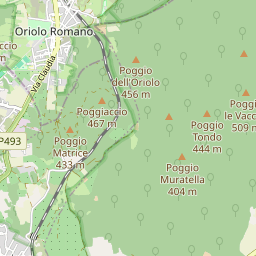 Oriolo Romano
Via Claudia
Poggio
dell'Oriolo
456 m
Poggiaccio
467 m
Poggio
le Vacc
509 m
Poggio
Tondo
444 m
SP493
Poggio
Matrice
433 m
Poggio
Muratella
404 m